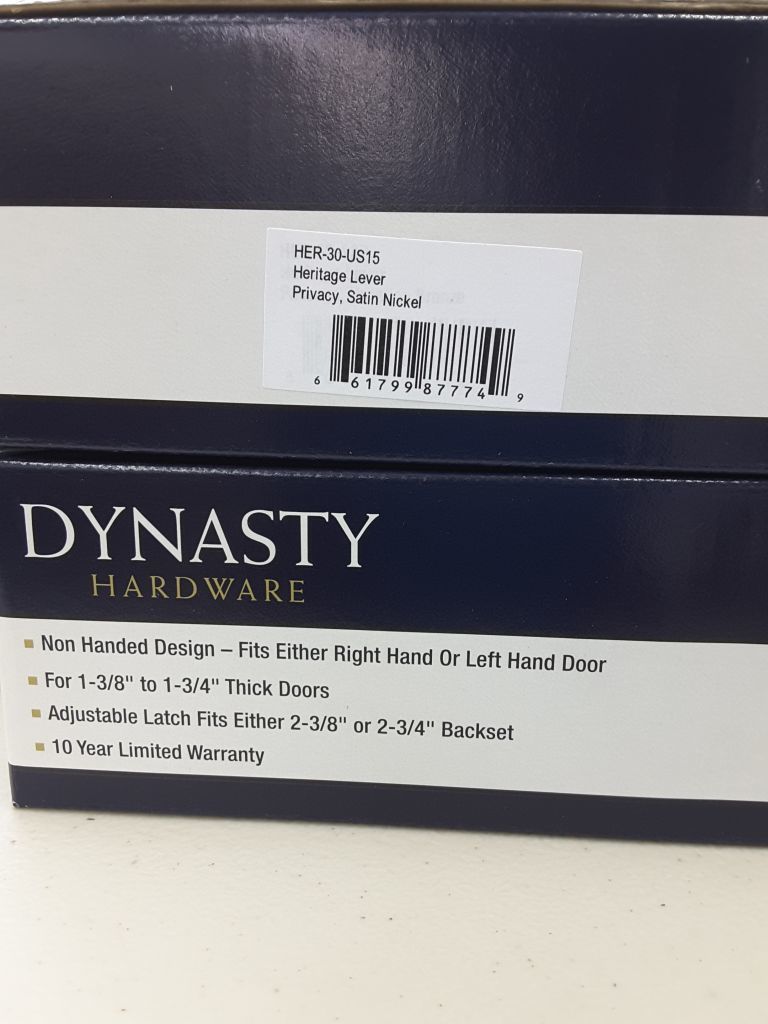 HER-30-US15
Heritage Lever
Privacy, Satin Nickel
6 61799 87774 9
DYNASTY
HARDWARE
Non Handed Design – Fits Either Right Hand Or Left Hand Door
For 1-3/8" to 1-3/4" Thick Doors
Adjustable Latch Fits Either 2-3/8" or 2-3/4" Backset
10 Year Limited Warranty